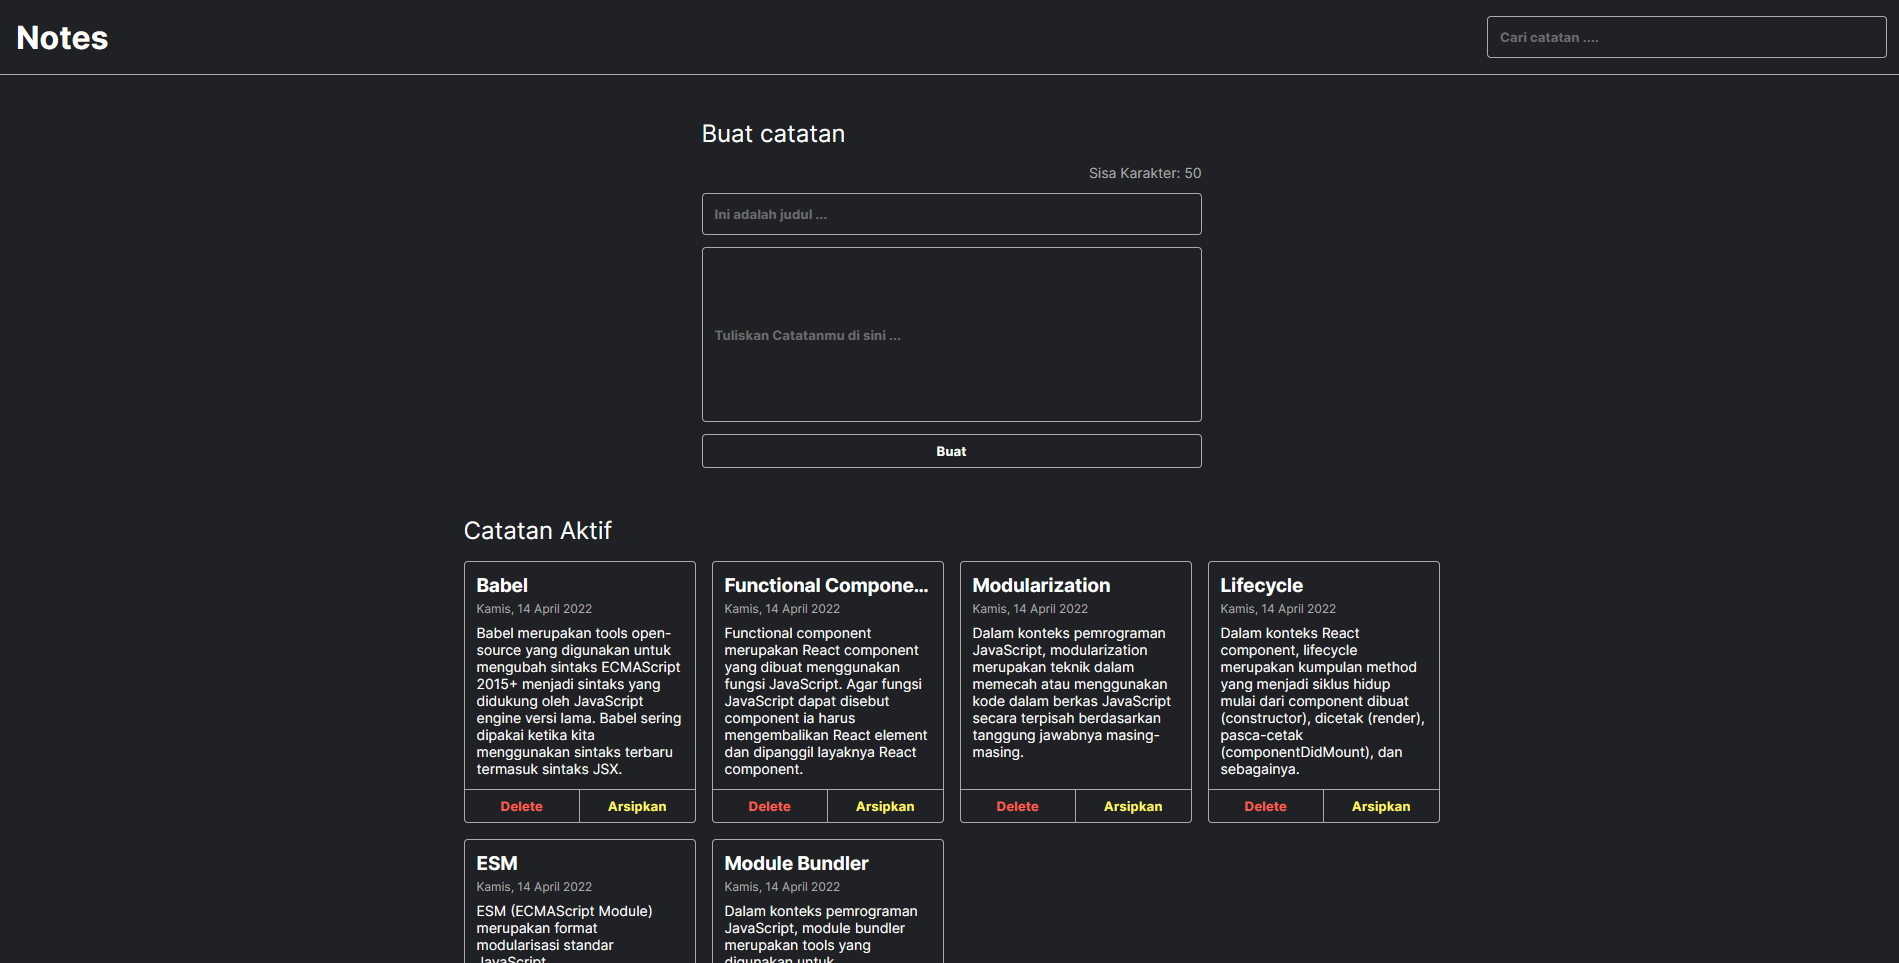 Notes
Cari catatan ....
Buat catatan
Sisa Karakter: 50
Ini adalah judul ...
Tuliskan Catatanmu di sini ...
Buat
Catatan Aktif
Babel
Kamis, 14 April 2022
Babel merupakan tools open-
source yang digunakan untuk
mengubah sintaks ECMAScript
2015+ menjadi sintaks yang
didukung oleh JavaScript
engine versi lama. Babel sering
dipakai ketika kita
menggunakan sintaks terbaru
termasuk sintaks JSX.
Delete
Arsipkan
Functional Compone...
Kamis, 14 April 2022
Functional component
merupakan React component
yang dibuat menggunakan
fungsi JavaScript. Agar fungsi
JavaScript dapat disebut
component ia harus
mengembalikan React element
dan dipanggil layaknya React
component.
Delete
Arsipkan
Modularization
Kamis, 14 April 2022
Dalam konteks pemrograman
JavaScript, modularization
merupakan teknik dalam
memecah atau menggunakan
kode dalam berkas JavaScript
secara terpisah berdasarkan
tanggung jawabnya masing-
masing.
Delete
Arsipkan
Lifecycle
Kamis, 14 April 2022
Dalam konteks React
component, lifecycle
merupakan kumpulan method
yang menjadi siklus hidup
mulai dari component dibuat
(constructor), dicetak (render),
pasca-cetak
(componentDidMount), dan
sebagainya.
Delete
Arsipkan
ESM
Kamis, 14 April 2022
ESM (ECMAScript Module)
merupakan format
modularisasi standar
JavaScript.
Module Bundler
Kamis, 14 April 2022
Dalam konteks pemrograman
JavaScript, module bundler
merupakan tools yang
digunakan untuk